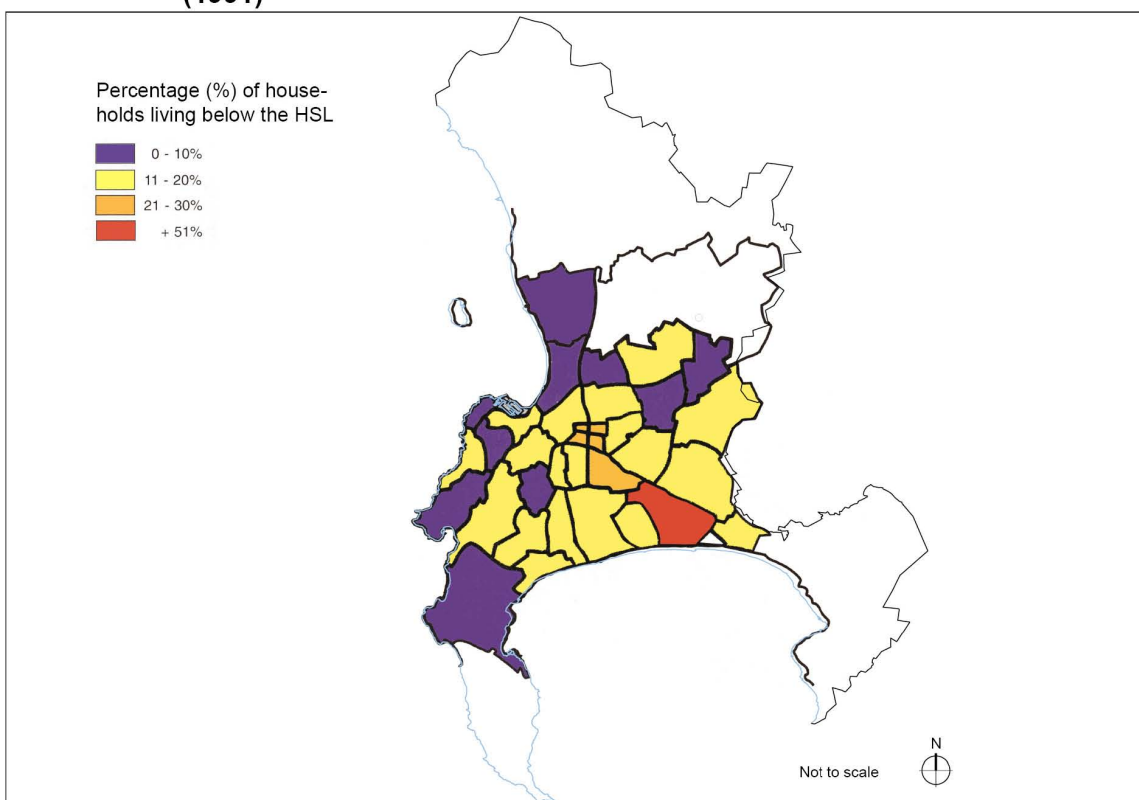 Percentage (%) of house-
holds living below the HSL
0 - 10%
11 - 20%
21 - 30%
+ 51%
N
Not to scale